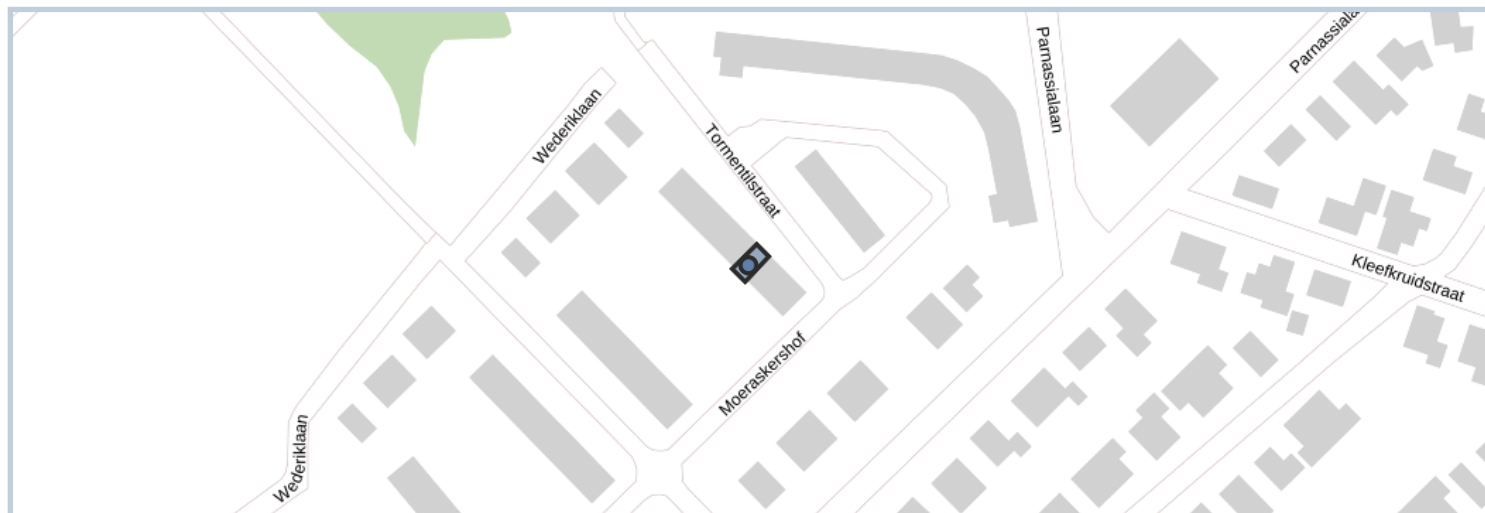 Parnassiala
Parnassialaan
Wederiklaan
Tormentilstraat
Kleefkruidstraat
Moeraskershof
Wederiklaan